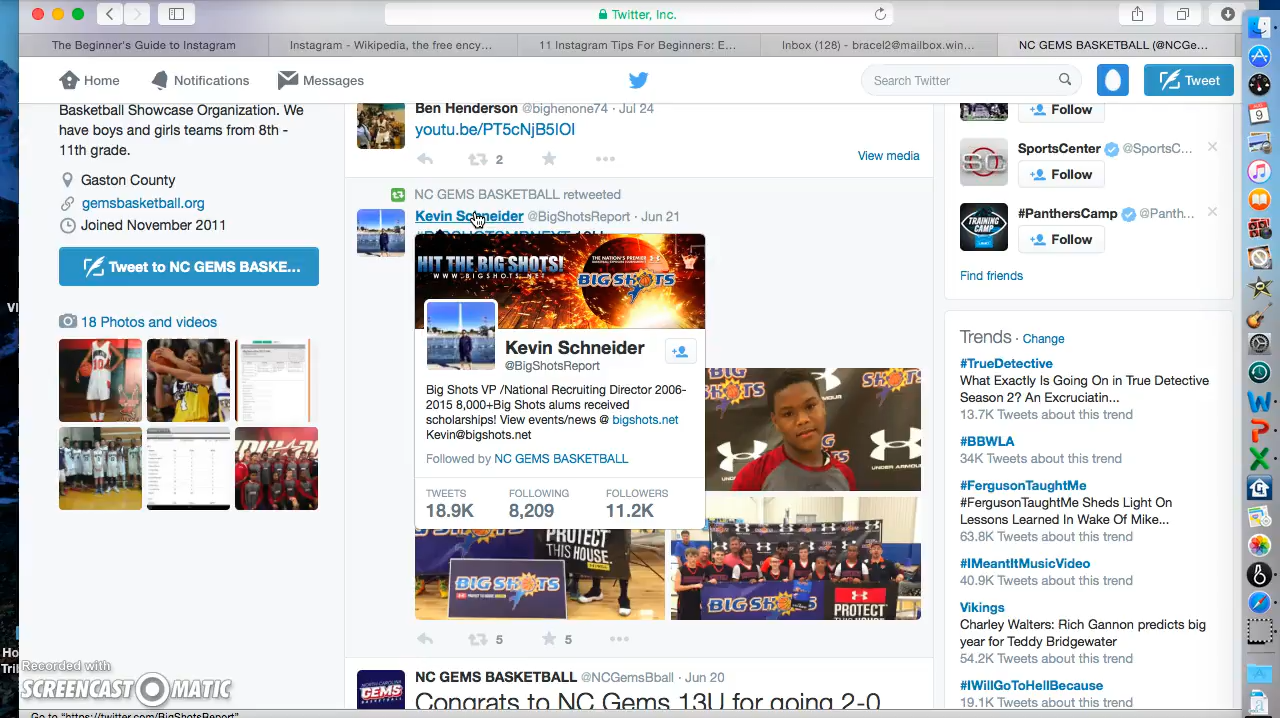 Twitter, Inc.
The Beginner's Guide to Instagram
Instagram - Wikipedia, the free ency...
11 Instagram Tips For Beginners: E...
Inbox (128) - bracel2@mailbox.win...
NC GEMS BASKETBALL (@NCGe...
Home
Notifications
Messages
Search Twitter
Tweet
Basketball Showcase Organization. We
have boys and girls teams from 8th -
11th grade.
Gaston County
gemsbasketball.org
Joined November 2011
Tweet to NC GEMS BASKE...
18 Photos and videos
Ben Henderson @bighenone74 · Jul 24
youtu.be/PT5cNjB5IOI
2
View media
NC GEMS BASKETBALL retweeted
Kevin Schneider @BigShotsReport · Jun 21
HIT THE BIG SHOTS!
WWW.BIGSHOTS.NET
BIG SHOTS
Kevin Schneider
@BigShotsReport
Big Shots VP /National Recruiting Director 2006-
2015 8,000+Big Shots alums received
scholarships! View events/news @ bigshots.net
Kevin@bigshots.net
Followed by NC GEMS BASKETBALL
TWEETS
FOLLOWING
FOLLOWERS
18.9K
8,209
11.2K
UNDER ARMOUR
PROTECT
THIS HOUSE
BIG SHOTS
BIG SHOTS
PROTECT
5
5
NC GEMS BASKETBALL @NCGemsBball · Jun 20
Congrats to NC Gems 13U for going 2-0
Follow
SportsCenter @SportsC...
Follow
TRAINING
CAMP
#PanthersCamp @Panth...
Follow
Find friends
Trends · Change
#TrueDetective
What Exactly Is Going On in True Detective
Season 2? An Excruciatin...
13.7K Tweets about this trend
#BBWLA
34K Tweets about this trend
#FergusonTaughtMe
#FergusonTaughtMe Sheds Light On
Lessons Learned In Wake Of Mike...
63.8K Tweets about this trend
#IMeantItMusicVideo
40.9K Tweets about this trend
Vikings
Charley Walters: Rich Gannon predicts big
year for Teddy Bridgewater
54.2K Tweets about this trend
#IWillGoToHellBecause
19.1K Tweets about this trend
Recorded with
SCREENCAST O MATIC
Go to "https://twitter.com/BigShotsReport"